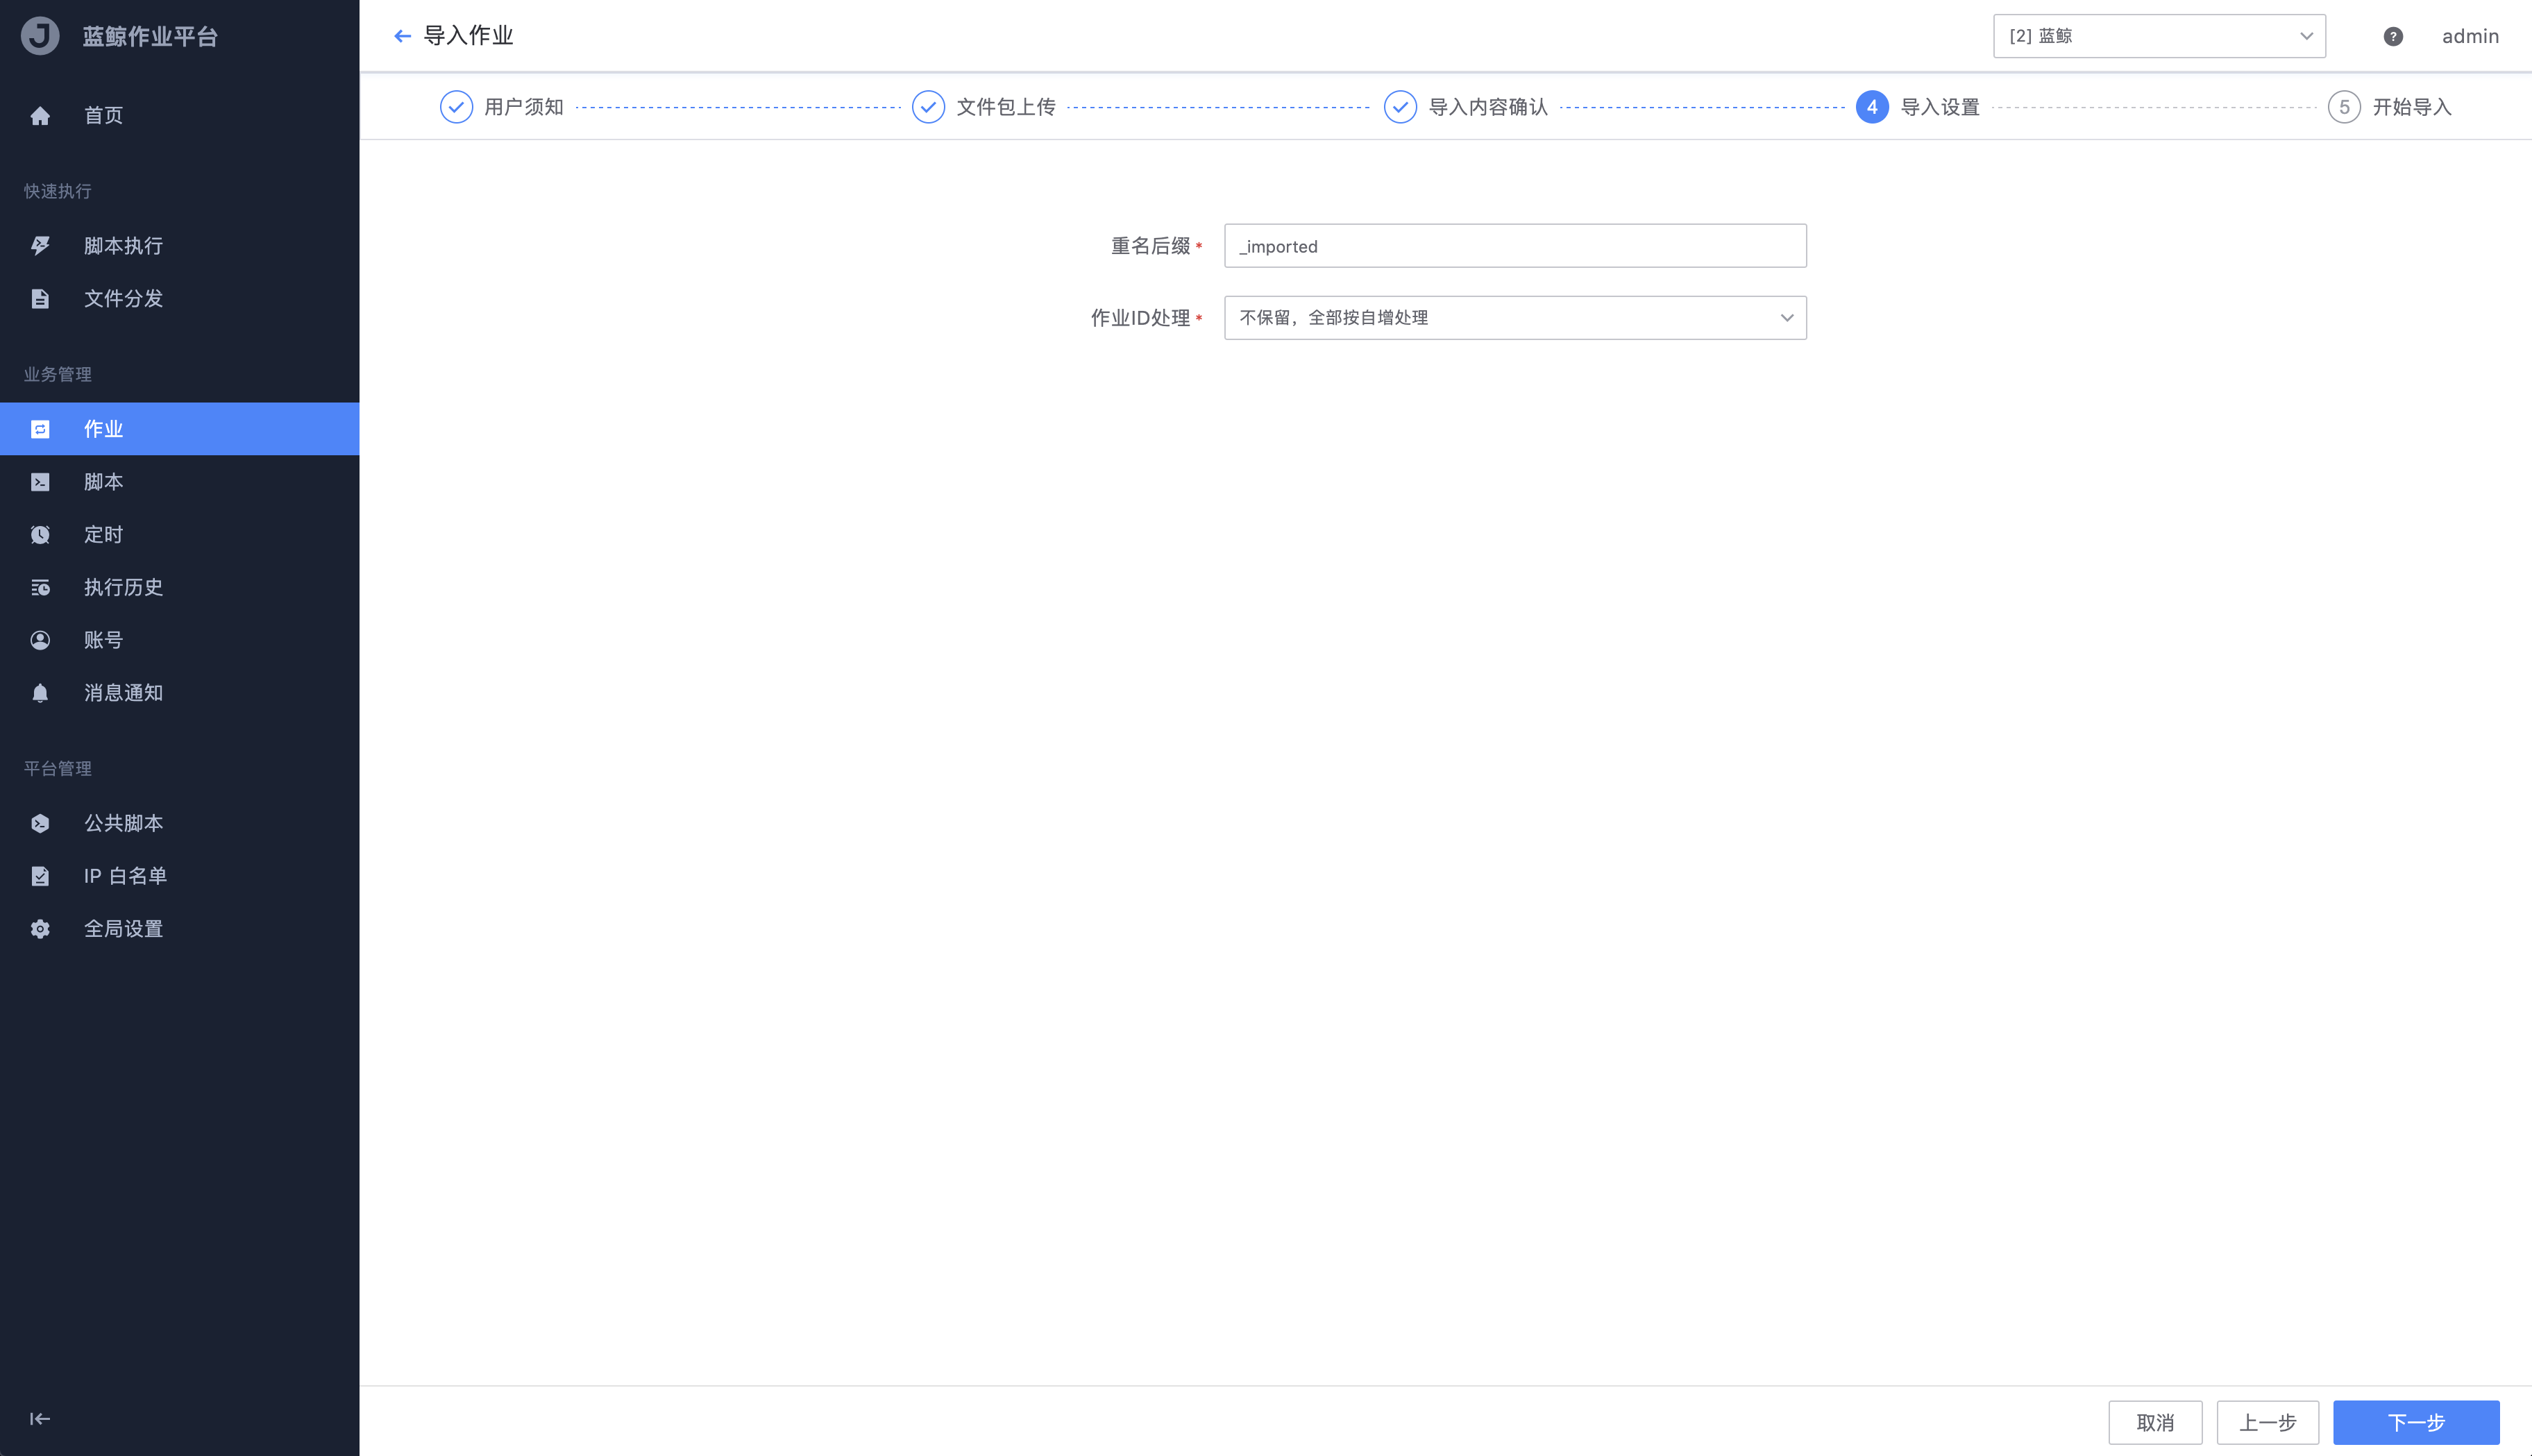 蓝鲸作业平台
首页
快速执行
脚本执行
文件分发
业务管理
作业
脚本
定时
执行历史
账号
消息通知
平台管理
公共脚本
IP 白名单
全局设置
导入作业
[2] 蓝鲸
?
admin
用户须知
文件包上传
导入内容确认
4 导入设置
5 开始导入
重名后缀 *
_imported
作业ID处理 *
不保留，全部按自增处理
取消
上一步
下一步